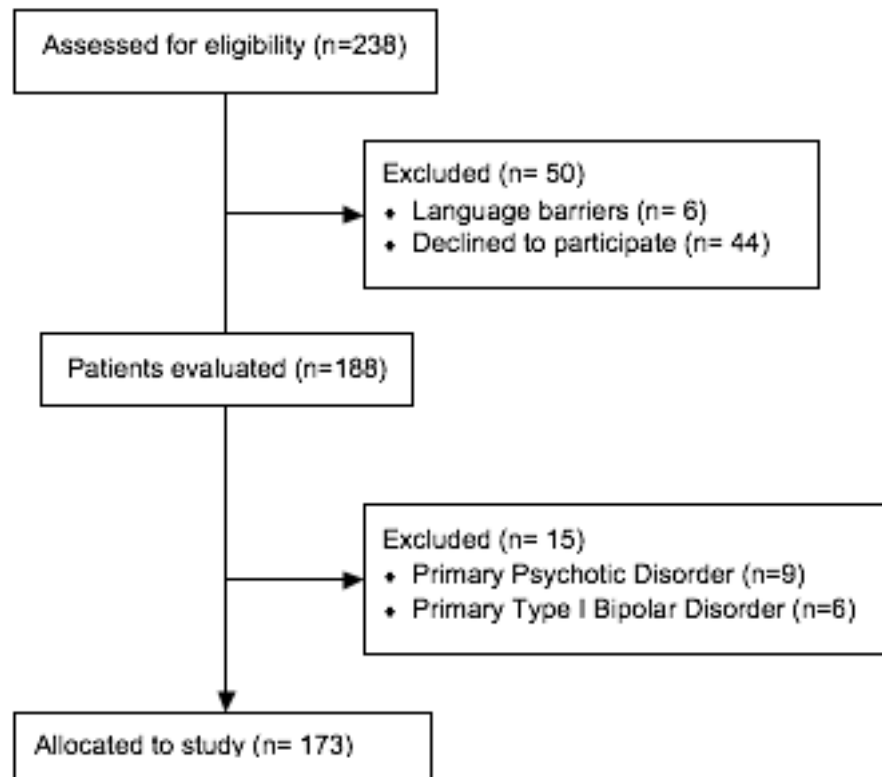 Assessed for eligibility (n=238)
Excluded (n= 50)
♦ Language barriers (n= 6)
♦ Declined to participate (n= 44)
Patients evaluated (n=188)
Excluded (n= 15)
♦ Primary Psychotic Disorder (n=9)
♦ Primary Type I Bipolar Disorder (n=6)
Allocated to study (n= 173)